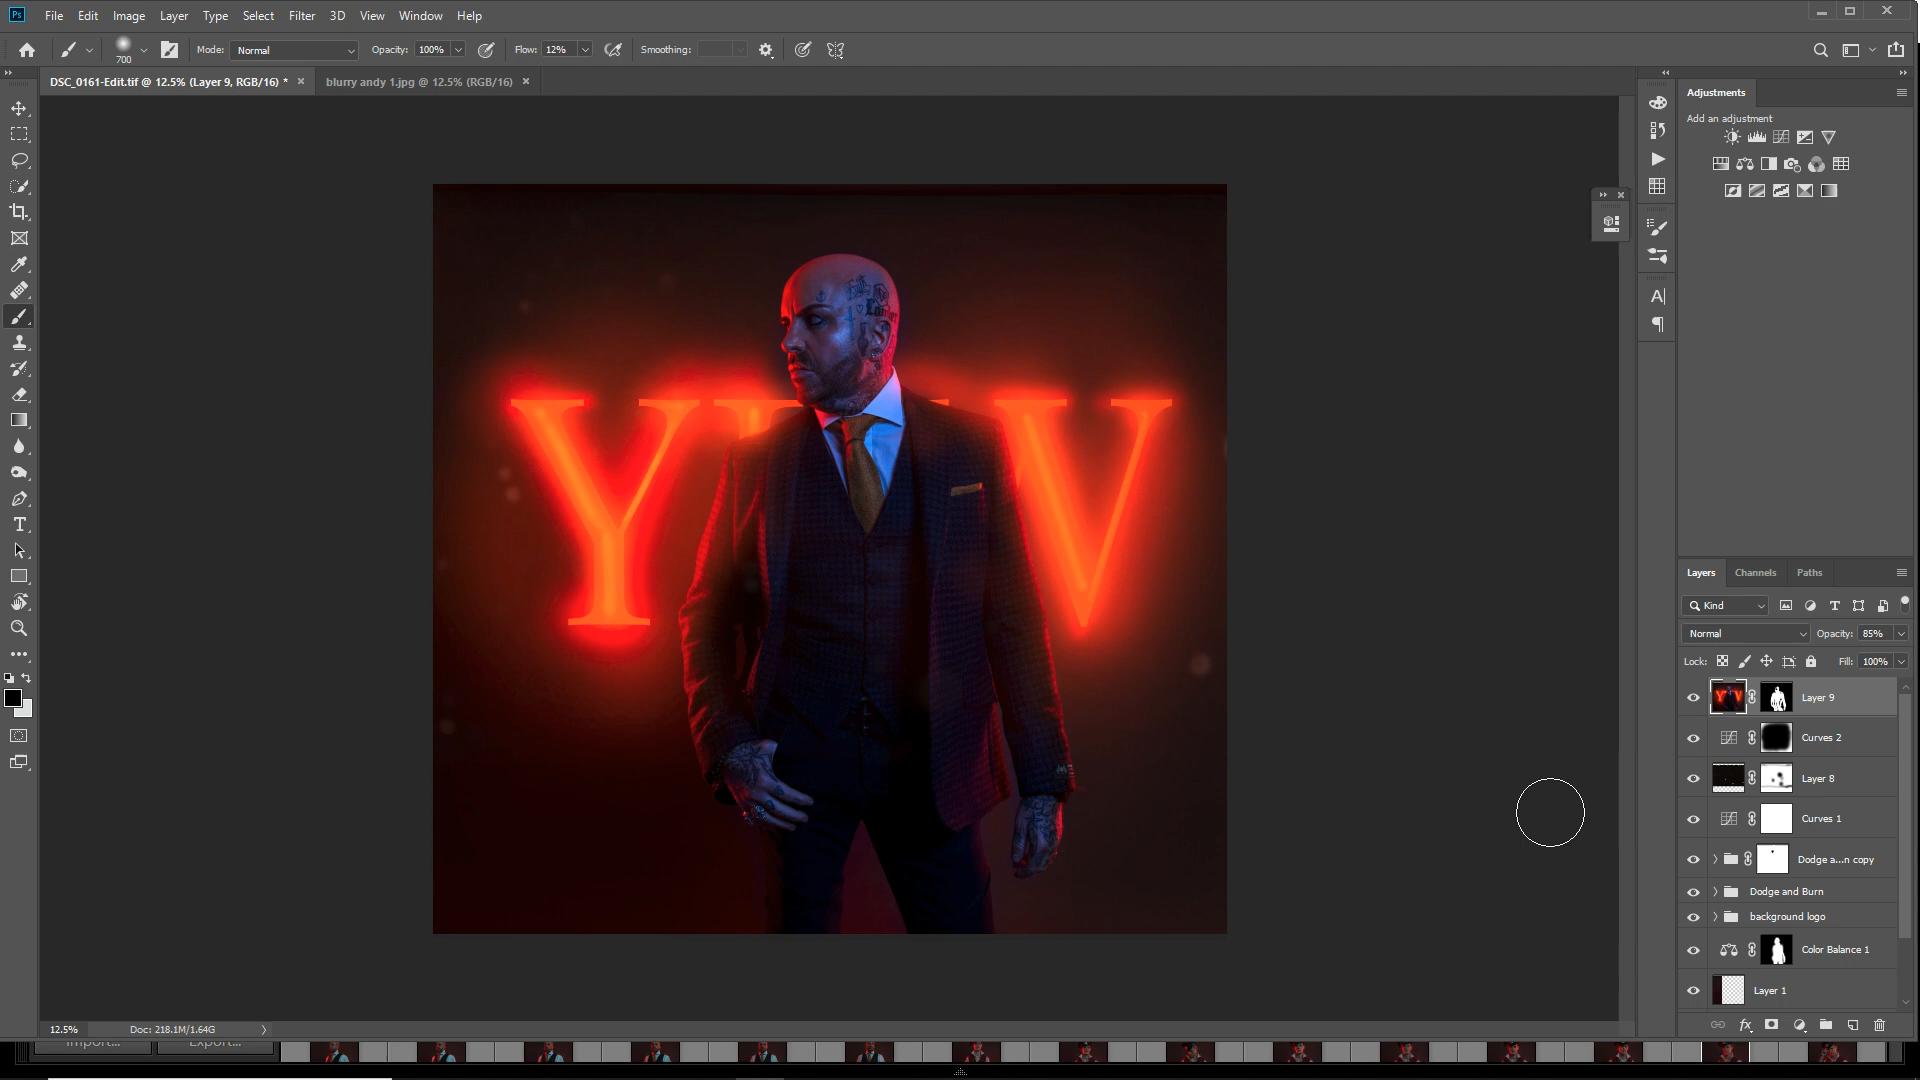 Ps File Edit Image Layer Type Select Filter 3D View Window Help
700 Mode: Normal Opacity: 100% Flow: 12% Smoothing:
DSC_0161-Edit.tif @ 12.5% (Layer 9, RGB/16) * × blurry andy 1.jpg @ 12.5% (RGB/16) ×
Adjustments
Add an adjustment
Y V
Layers Channels Paths
Kind
Normal Opacity: 85%
Lock: Fill: 100%
Layer 9
Curves 2
Layer 8
Curves 1
Dodge a...n copy
Dodge and Burn
background logo
Color Balance 1
Layer 1
12.5% Doc: 218.1M/1.64G
Import... Export...